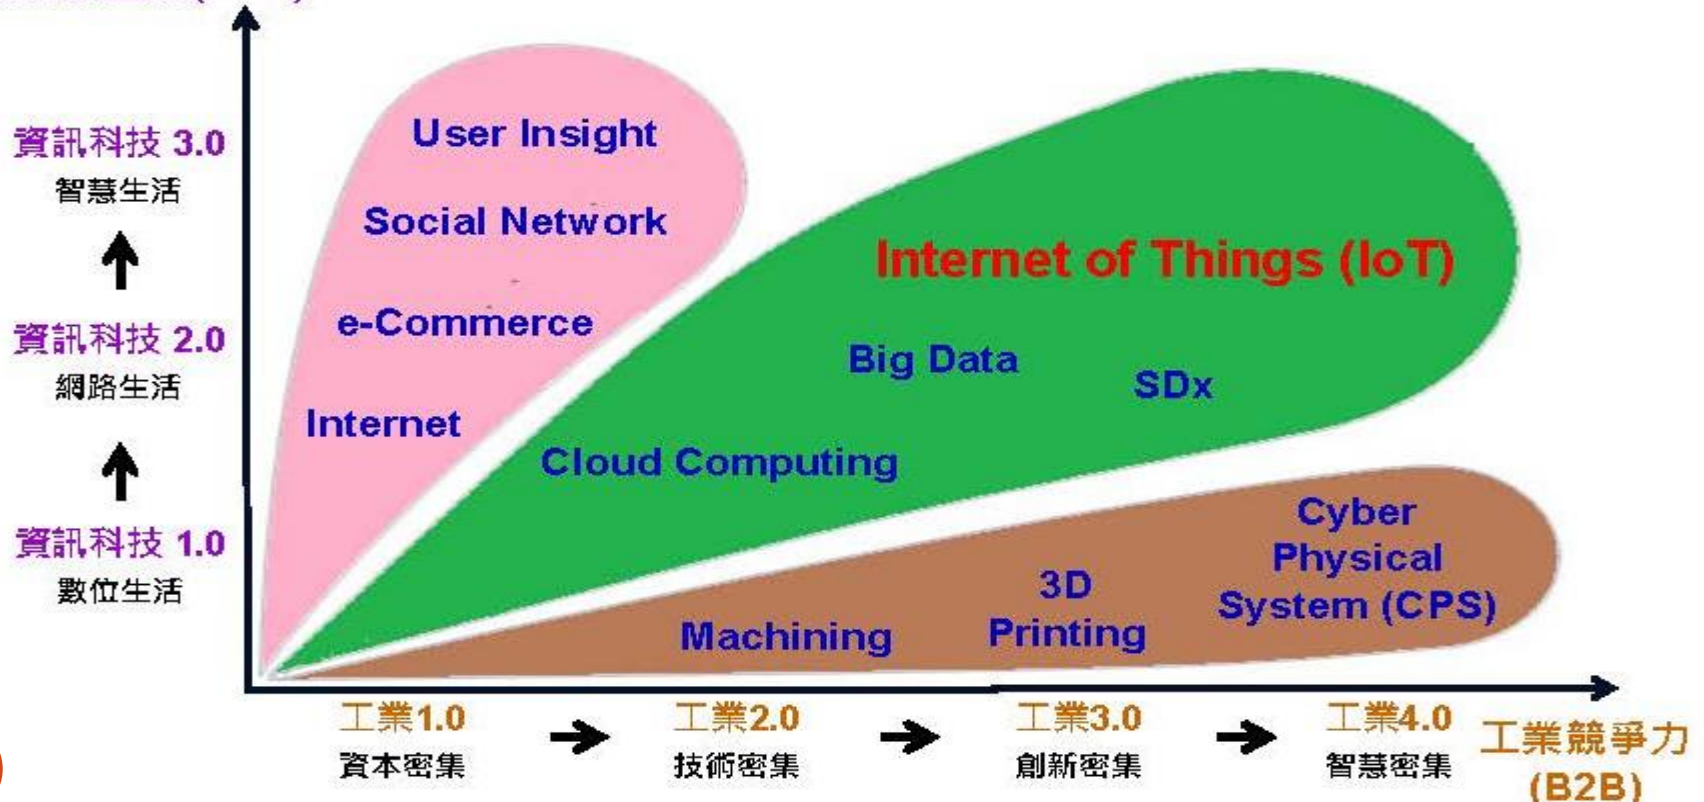 資訊科技 3.0
智慧生活
資訊科技 2.0
網路生活
資訊科技 1.0
數位生活
User Insight
Social Network
e-Commerce
Internet
Internet of Things (IoT)
Big Data
SDx
Cloud Computing
Cyber
Physical
System (CPS)
3D
Printing
Machining
工業1.0
資本密集
工業2.0
技術密集
工業3.0
創新密集
工業4.0
智慧密集
工業競爭力
(B2B)